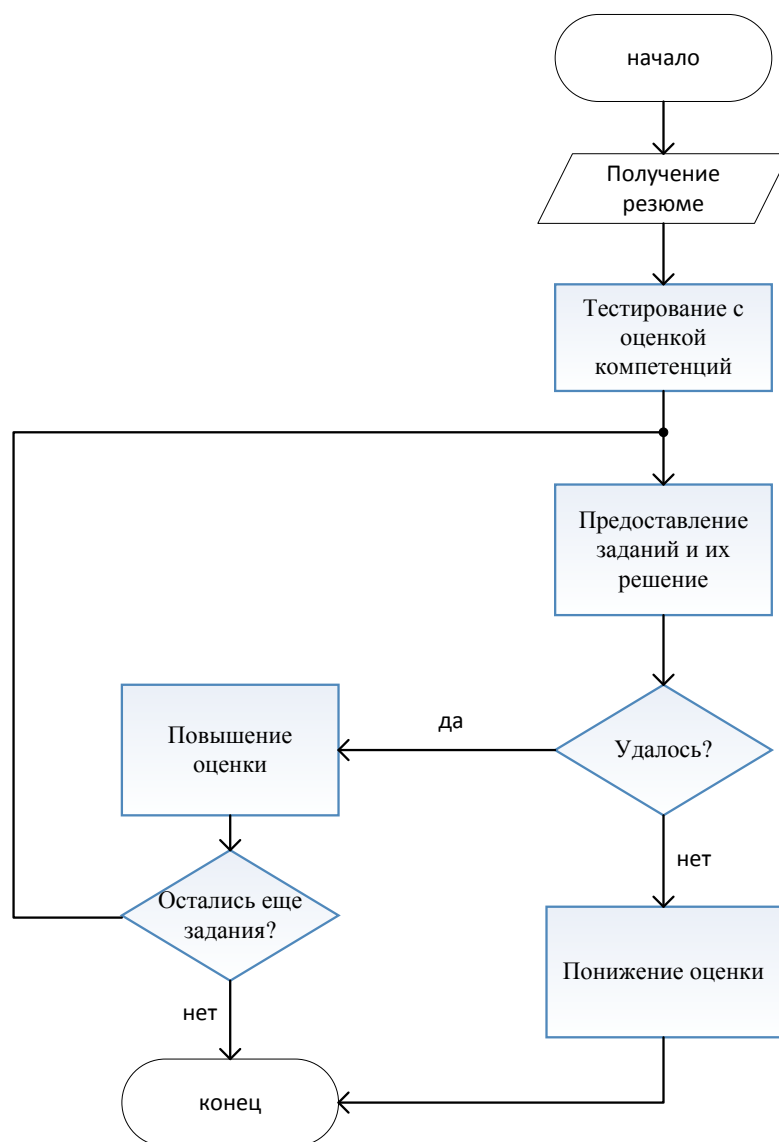 начало
Получение
резюме
Тестирование с
оценкой
компетенций
Предоставление
заданий и их
решение
Удалось?
да
Повышение
оценки
нет
Остались еще
задания?
Понижение оценки
нет
конец